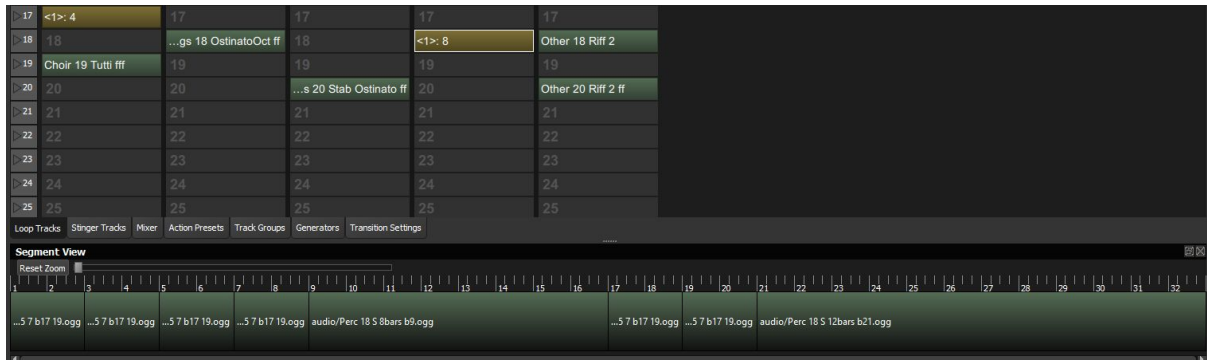 17 <1>: 4 17 17 17 17
18 18 ...gs 18 OstinatoOct ff 18 <1>: 8 Other 18 Riff 2
19 Choir 19 Tutti fff 19 19 19 19
20 20 20 ...s 20 Stab Ostinato ff 20 Other 20 Riff 2 ff
21 21 21 21 21 21
22 22 22 22 22 22
23 23 23 23 23 23
24 24 24 24 24 24
25 25 25 25 25 25
Loop Tracks Stinger Tracks Mixer Action Presets Track Groups Generators Transition Settings
Segment View
Reset Zoom
1 2 3 4 5 6 7 8 9 10 11 12 13 14 15 16 17 18 19 20 21 22 23 24 25 26 27 28 29 30 31 32
...5 7 b17 19.ogg ...5 7 b17 19.ogg ...5 7 b17 19.ogg ...5 7 b17 19.ogg audio/Perc 18 S 8bars b9.ogg ...5 7 b17 19.ogg ...5 7 b17 19.ogg audio/Perc 18 S 12bars b21.ogg